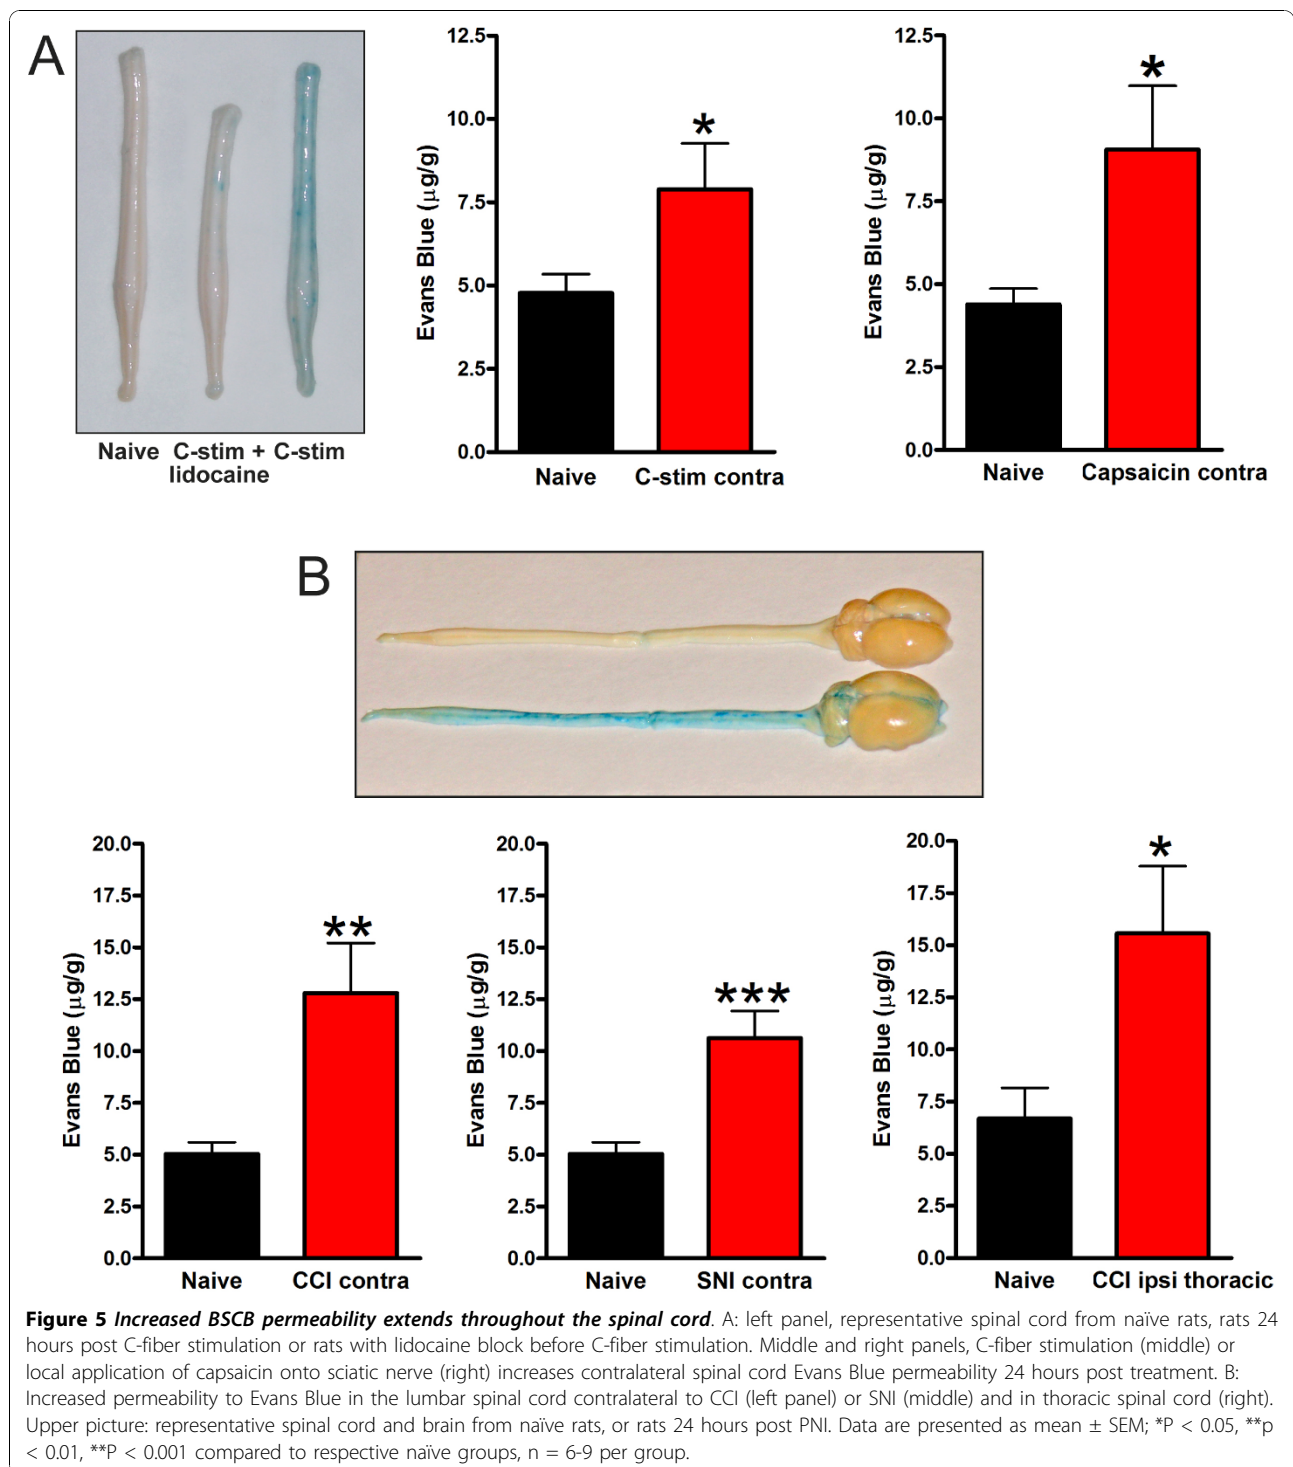 A
Naive C-stim + C-stim
lidocaine
12.5
10.0
7.5
5.0
2.5
0.0
Evans Blue (µg/g)
*
Naive C-stim contra
12.5
10.0
7.5
5.0
2.5
0.0
Evans Blue (µg/g)
*
Naive Capsaicin contra
B
20.0
17.5
15.0
12.5
10.0
7.5
5.0
2.5
0.0
Evans Blue (µg/g)
**
Naive CCI contra
20.0
17.5
15.0
12.5
10.0
7.5
5.0
2.5
0.0
Evans Blue (µg/g)
***
Naive SNI contra
20.0
17.5
15.0
12.5
10.0
7.5
5.0
2.5
0.0
Evans Blue (µg/g)
*
Naive CCI ipsi thoracic
Figure 5 Increased BSCB permeability extends throughout the spinal cord. A: left panel, representative spinal cord from naïve rats, rats 24
hours post C-fiber stimulation or rats with lidocaine block before C-fiber stimulation. Middle and right panels, C-fiber stimulation (middle) or
local application of capsaicin onto sciatic nerve (right) increases contralateral spinal cord Evans Blue permeability 24 hours post treatment. B:
Increased permeability to Evans Blue in the lumbar spinal cord contralateral to CCI (left panel) or SNI (middle) and in thoracic spinal cord (right).
Upper picture: representative spinal cord and brain from naïve rats, or rats 24 hours post PNI. Data are presented as mean ± SEM; *P < 0.05, **p
< 0.01, **P < 0.001 compared to respective naïve groups, n = 6-9 per group.